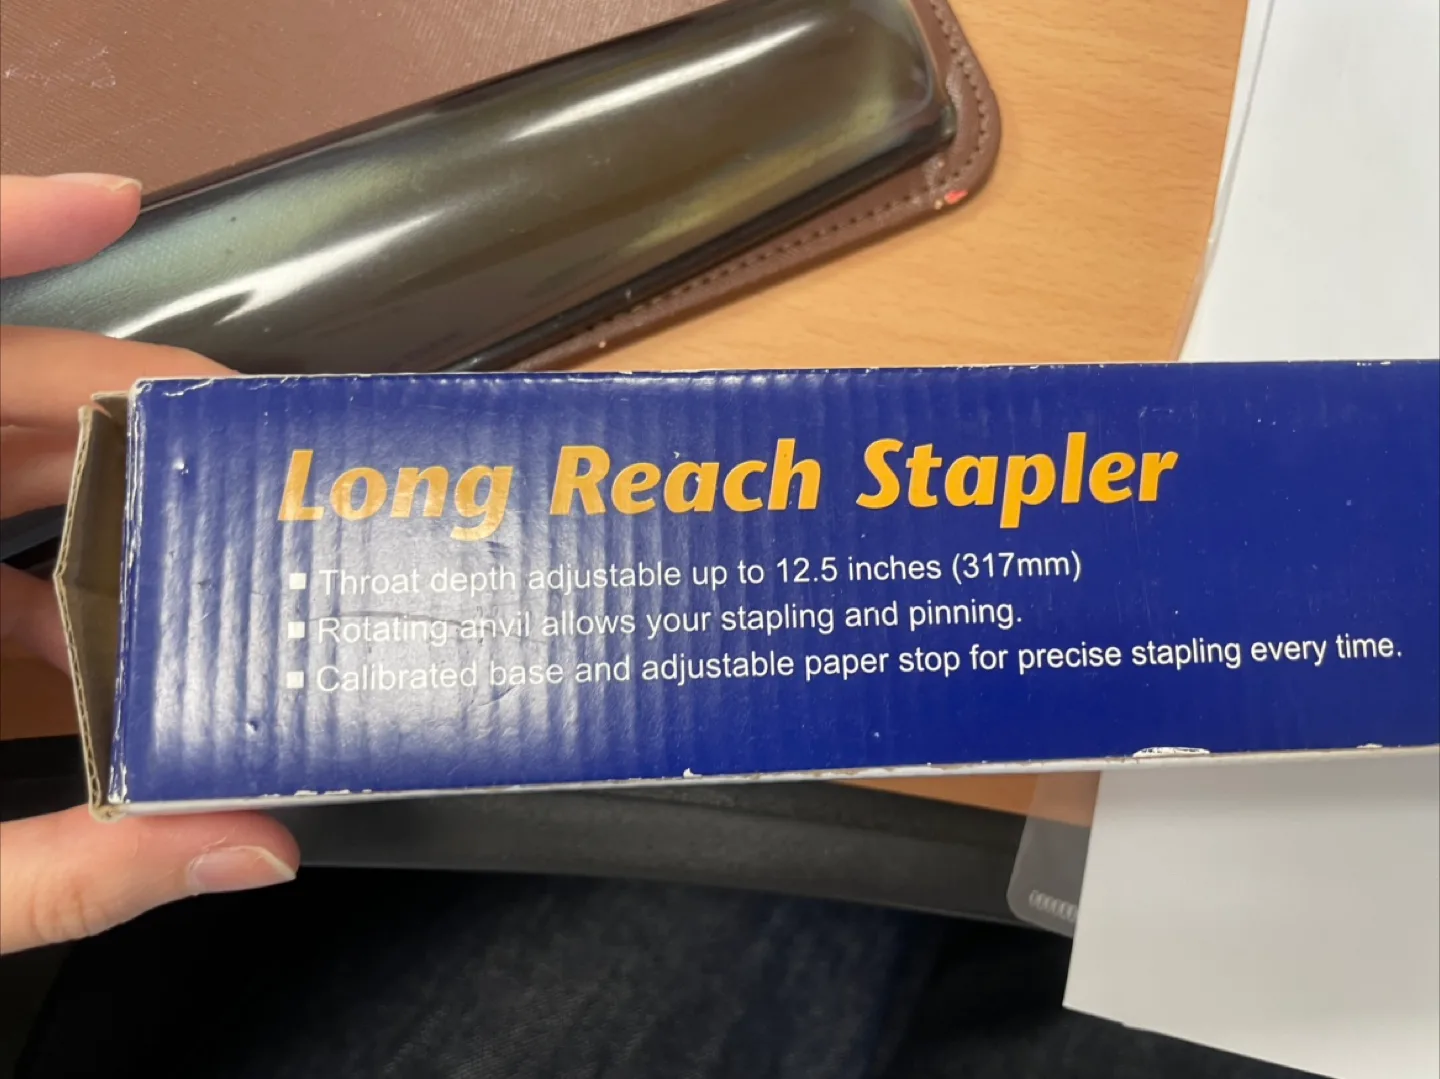 Long Reach Stapler
■ Throat depth adjustable up to 12.5 inches (317mm)
■ Rotating anvil allows your stapling and pinning.
■ Calibrated base and adjustable paper stop for precise stapling every time.